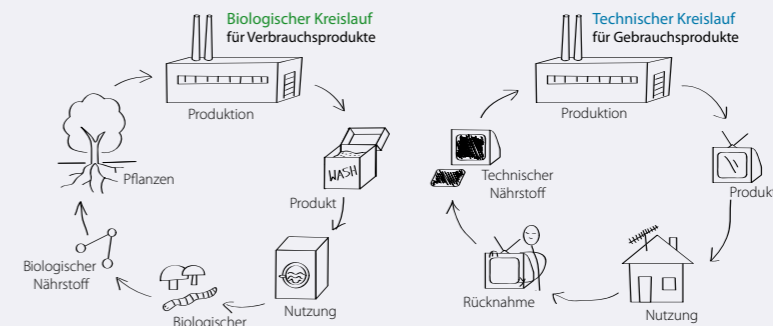 Biologischer Kreislauf
für Verbrauchsprodukte
Produktion
Pflanzen
WASH
Produkt
Biologischer
Nährstoff
Nutzung
Biologischer
Technischer Kreislauf
für Gebrauchsprodukte
Produktion
Technischer
Nährstoff
Produkt
Rücknahme
Nutzung